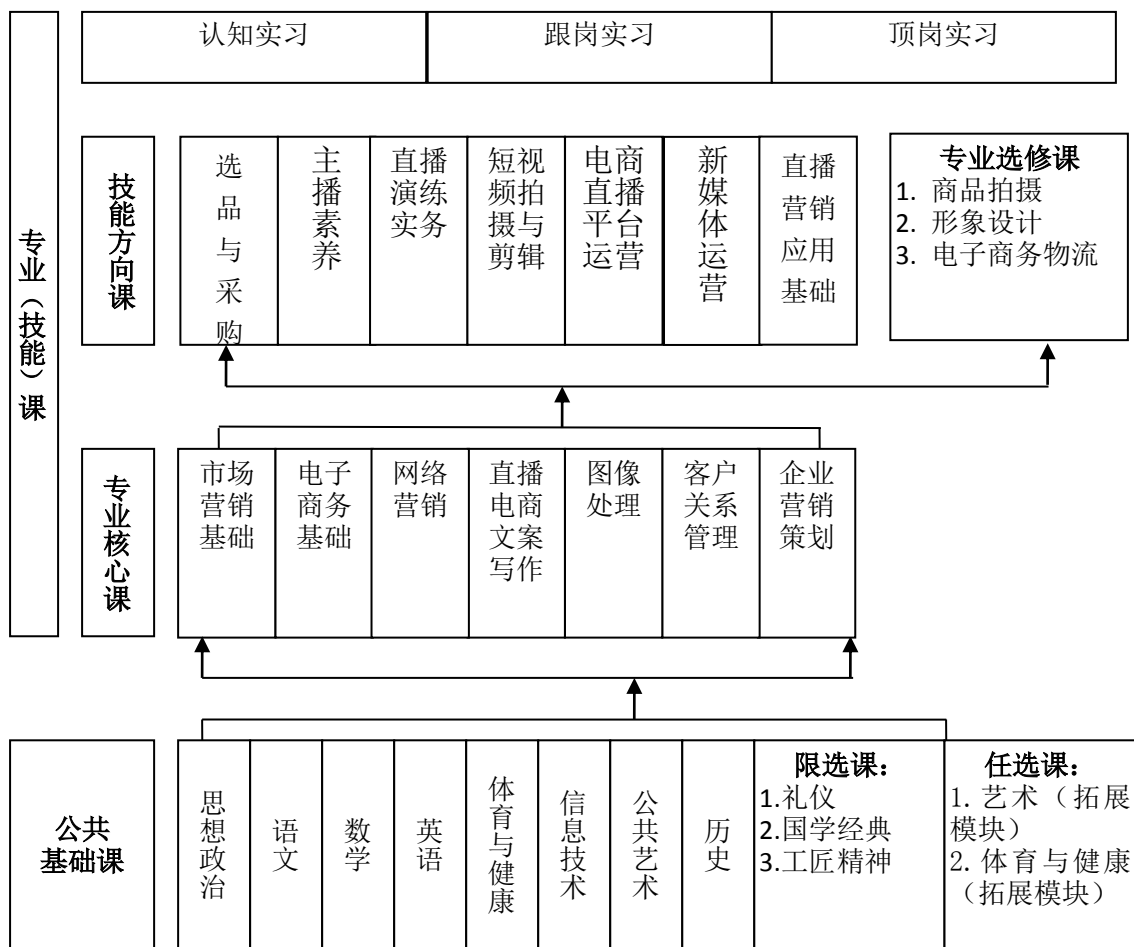 认知实习
跟岗实习
顶岗实习
专业（技能）课
技能方向课
选品与采购
主播素养
直播
演练
实务
短视
频拍
摄与
剪辑
电商
直播
平台
运营
新媒体运营
直播
营销
应用
基础
专业选修课
1. 商品拍摄
2. 形象设计
3. 电子商务物流
专业核心课
市场
营销
基础
电子
商务
基础
网络
营销
直播
电商
文案
写作
图像
处理
客户
关系
管理
企业
营销
策划
公共
基础课
思想政治
语文
数学
英语
体育与健康
信息技术
公共艺术
历史
限选课：
1.礼仪
2.国学经典
3.工匠精神
任选课：
1. 艺术（拓展
模块）
2. 体育与健康
（拓展模块）